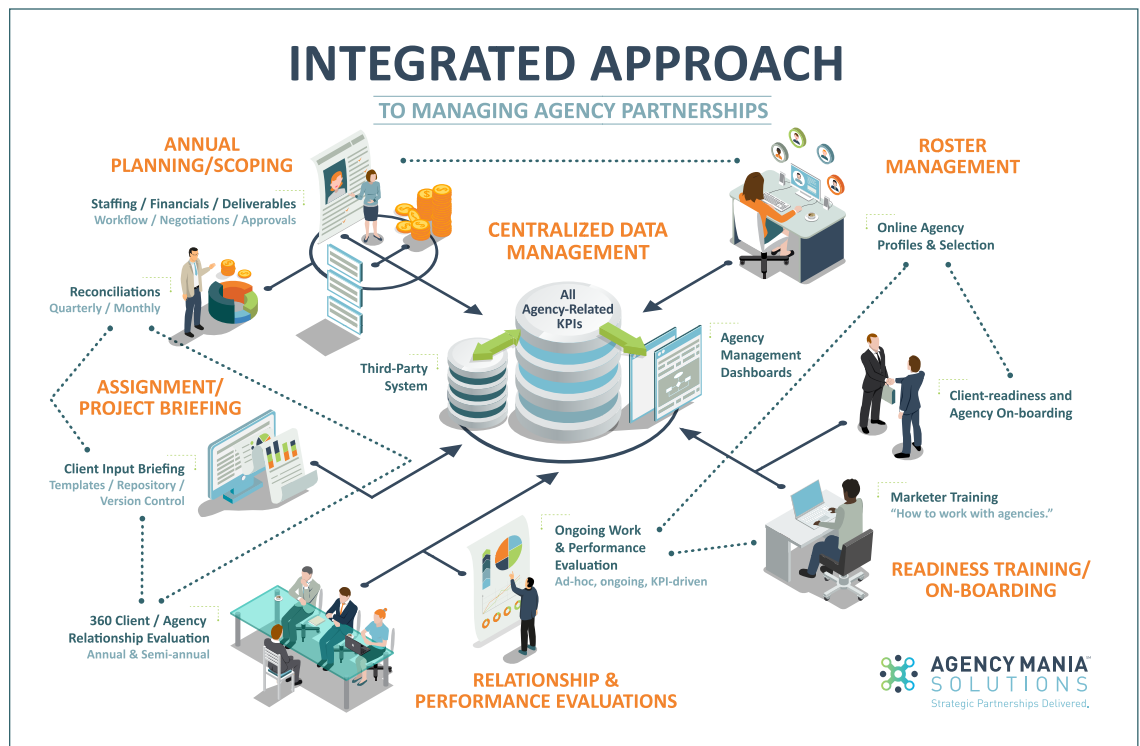 INTEGRATED APPROACH
TO MANAGING AGENCY PARTNERSHIPS
ANNUAL
PLANNING/SCOPING
Staffing / Financials / Deliverables
Workflow / Negotiations / Approvals
Reconciliations
Quarterly / Monthly
ROSTER
MANAGEMENT
Online Agency
Profiles & Selection
CENTRALIZED DATA
MANAGEMENT
All
Agency-Related
KPIs
Third-Party
System
Agency
Management
Dashboards
ASSIGNMENT/
PROJECT BRIEFING
Client Input Briefing
Templates / Repository /
Version Control
Client-readiness and
Agency On-boarding
Marketer Training
“How to work with agencies.”
READINESS TRAINING/
ON-BOARDING
Ongoing Work
& Performance
Evaluation
Ad-hoc, ongoing, KPI-driven
360 Client / Agency
Relationship Evaluation
Annual & Semi-annual
RELATIONSHIP &
PERFORMANCE EVALUATIONS
AGENCY MANIA
SOLUTIONS
Strategic Partnerships Delivered.